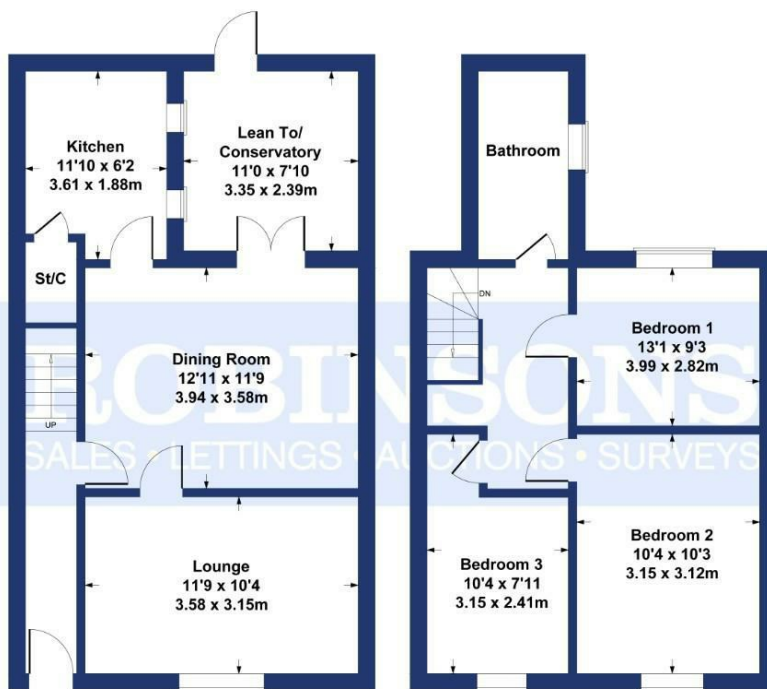 Kitchen
11'10 x 6'2
3.61 x 1.88m
Lean To/
Conservatory
11'0 x 7'10
3.35 x 2.39m
St/C
Dining Room
12'11 x 11'9
3.94 x 3.58m
UP
Lounge
11'9 x 10'4
3.58 x 3.15m
Bathroom
DN
Bedroom 1
13'1 x 9'3
3.99 x 2.82m
Bedroom 2
10'4 x 10'3
3.15 x 3.12m
Bedroom 3
10'4 x 7'11
3.15 x 2.41m
ROBINSONS
SALES • LETTINGS • AUCTIONS • SURVEYS